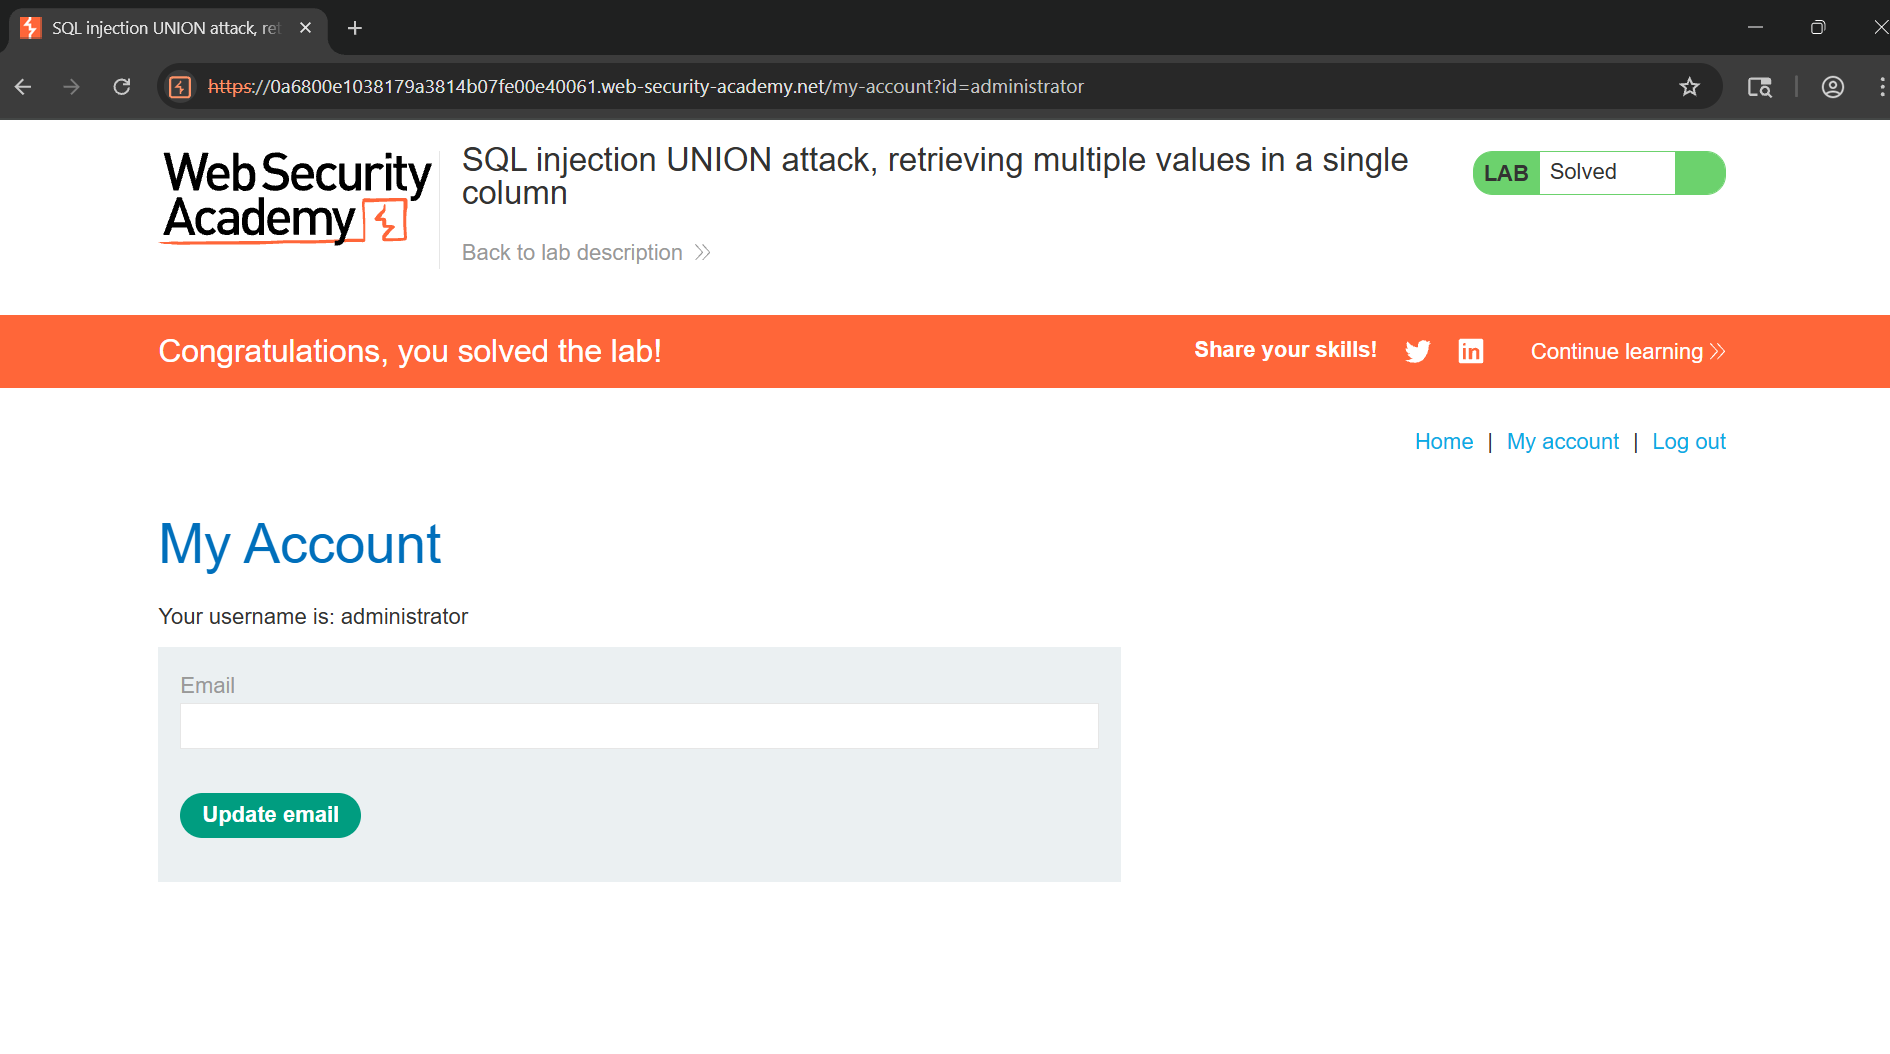 SQL injection UNION attack, ret
https://0a6800e1038179a3814b07fe00e40061.web-security-academy.net/my-account?id=administrator
Web Security
Academy
SQL injection UNION attack, retrieving multiple values in a single
column
Back to lab description
LAB Solved
Congratulations, you solved the lab!
Share your skills!
Continue learning
Home | My account | Log out
My Account
Your username is: administrator
Email
Update email